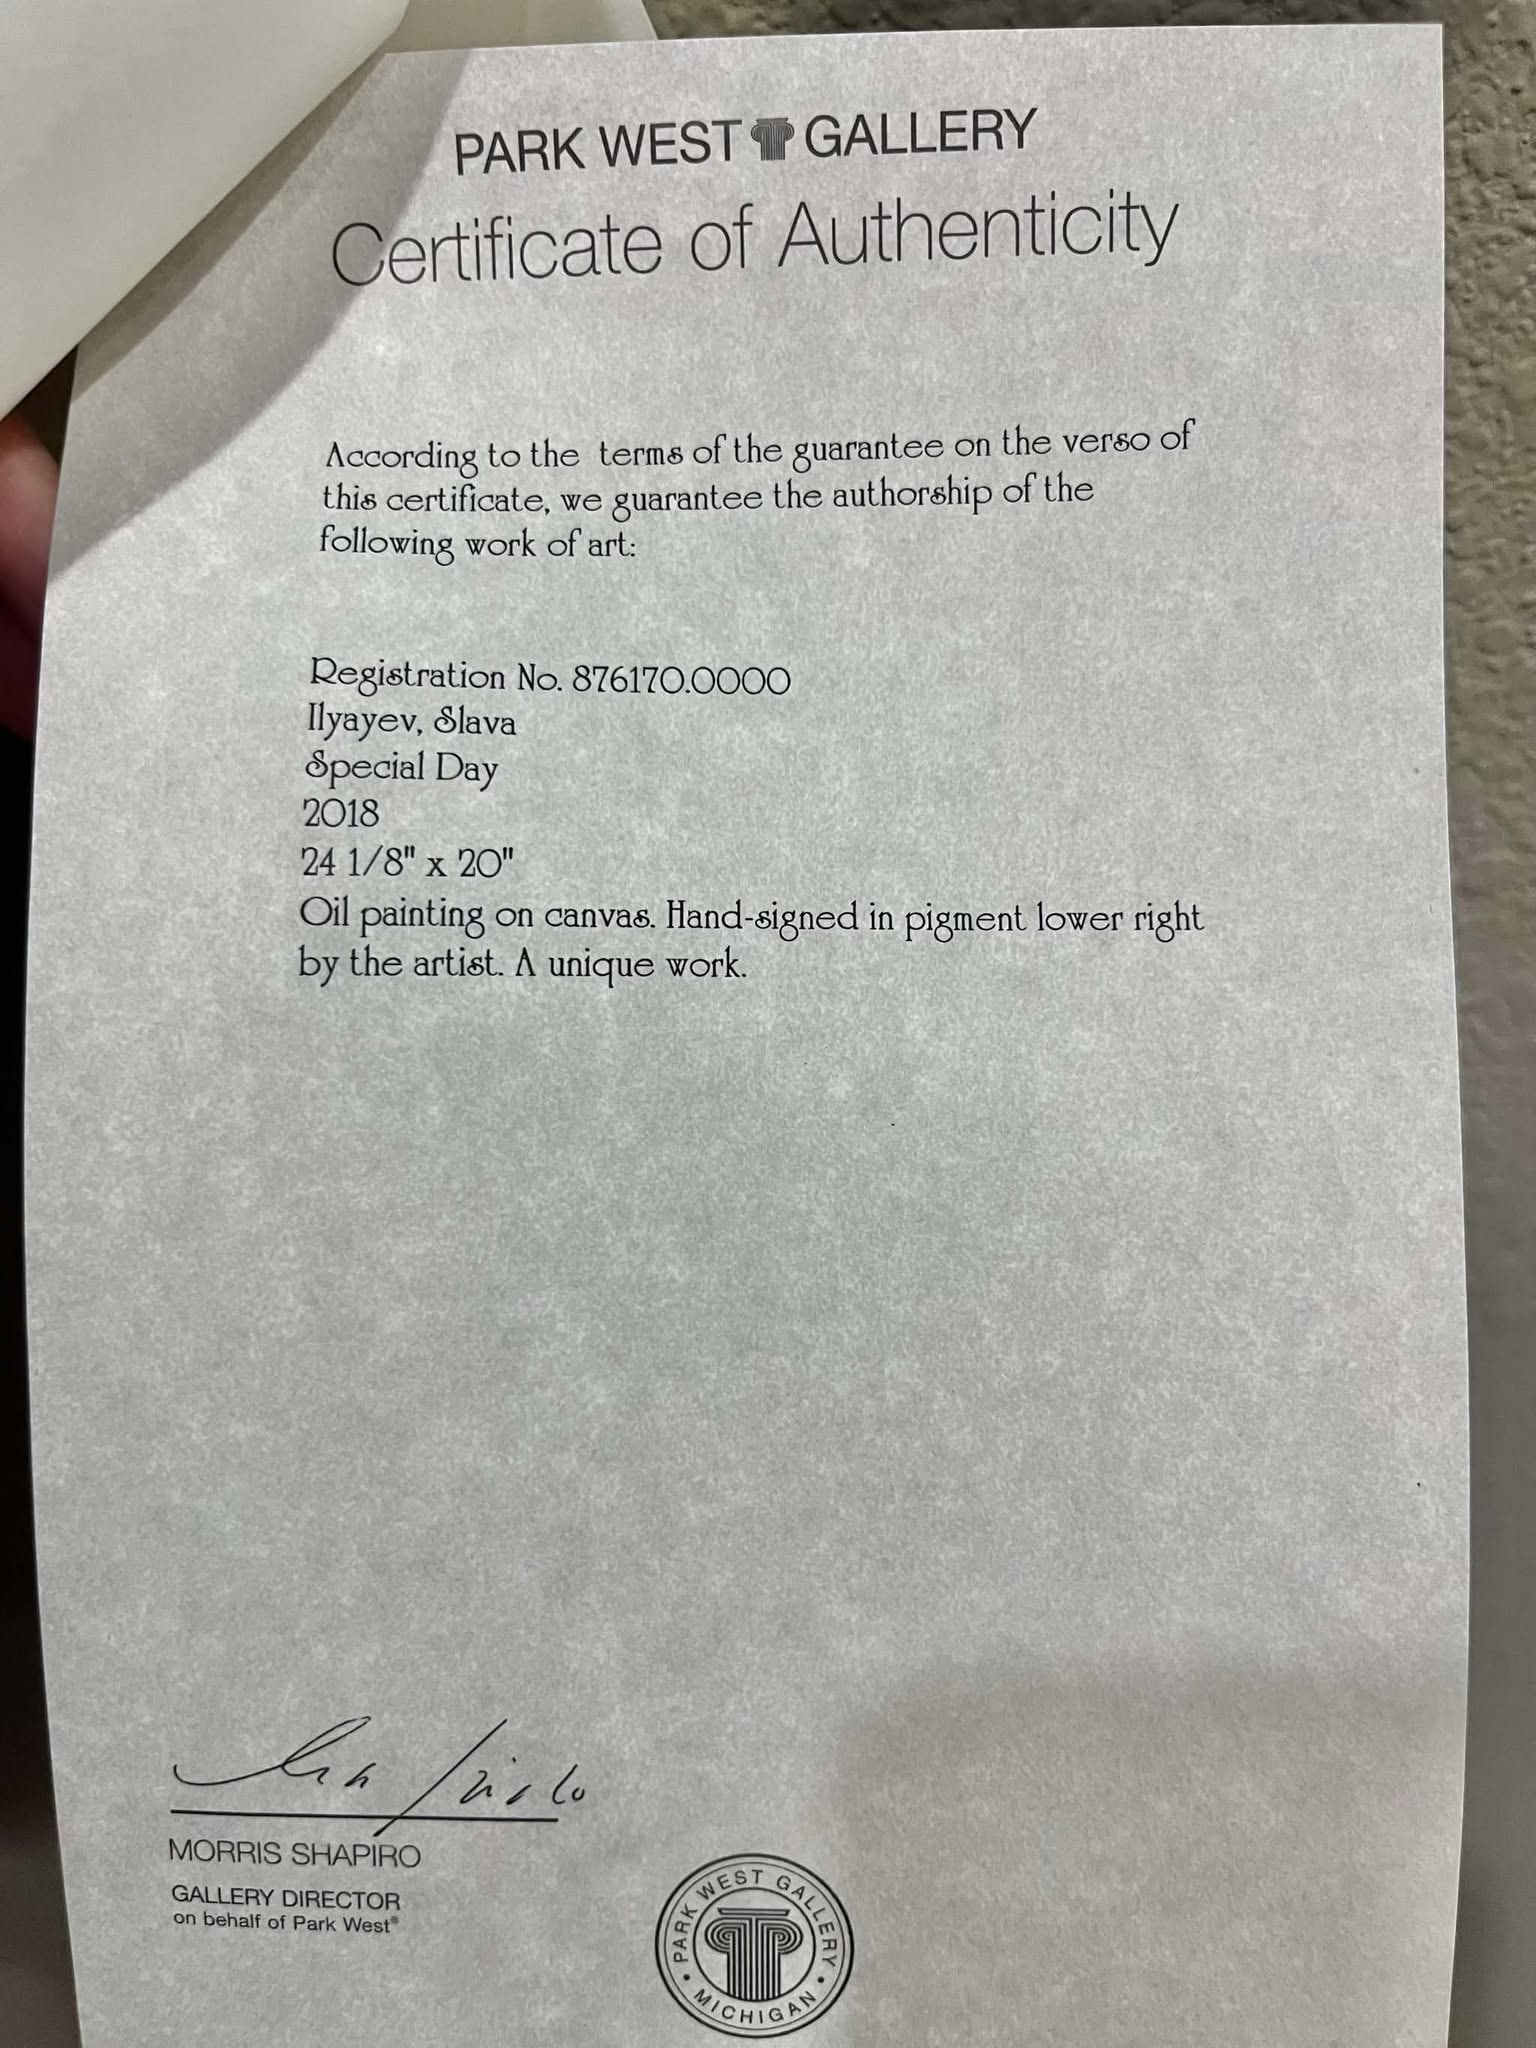 PARK WEST GALLERY
Certificate of Authenticity
According to the terms of the guarantee on the verso of
this certificate, we guarantee the authorship of the
following work of art:
Registration No. 876170.0000
Ilyayev, Slava
Special Day
2018
24 1/8" x 20"
Oil painting on canvas. Hand-signed in pigment lower right
by the artist. A unique work.
MORRIS SHAPIRO
GALLERY DIRECTOR
on behalf of Park West®
• PARK WEST GALLERY •
MICHIGAN